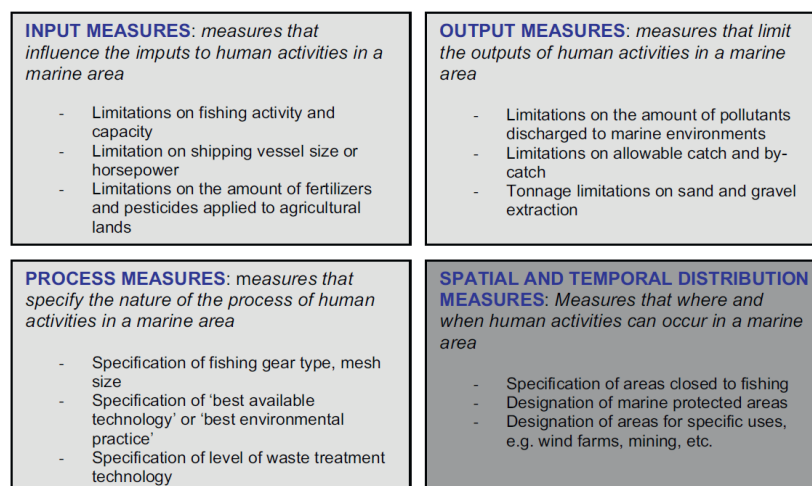 INPUT MEASURES: measures that
influence the imputs to human activities in a
marine area
- Limitations on fishing activity and
capacity
- Limitation on shipping vessel size or
horsepower
- Limitations on the amount of fertilizers
and pesticides applied to agricultural
lands
OUTPUT MEASURES: measures that limit
the outputs of human activities in a marine
area
- Limitations on the amount of pollutants
discharged to marine environments
- Limitations on allowable catch and by-
catch
- Tonnage limitations on sand and gravel
extraction
PROCESS MEASURES: measures that
specify the nature of the process of human
activities in a marine area
- Specification of fishing gear type, mesh
size
- Specification of ‘best available
technology’ or ‘best environmental
practice’
- Specification of level of waste treatment
technology
SPATIAL AND TEMPORAL DISTRIBUTION
MEASURES: Measures that where and
when human activities can occur in a marine
area
- Specification of areas closed to fishing
- Designation of marine protected areas
- Designation of areas for specific uses,
e.g. wind farms, mining, etc.